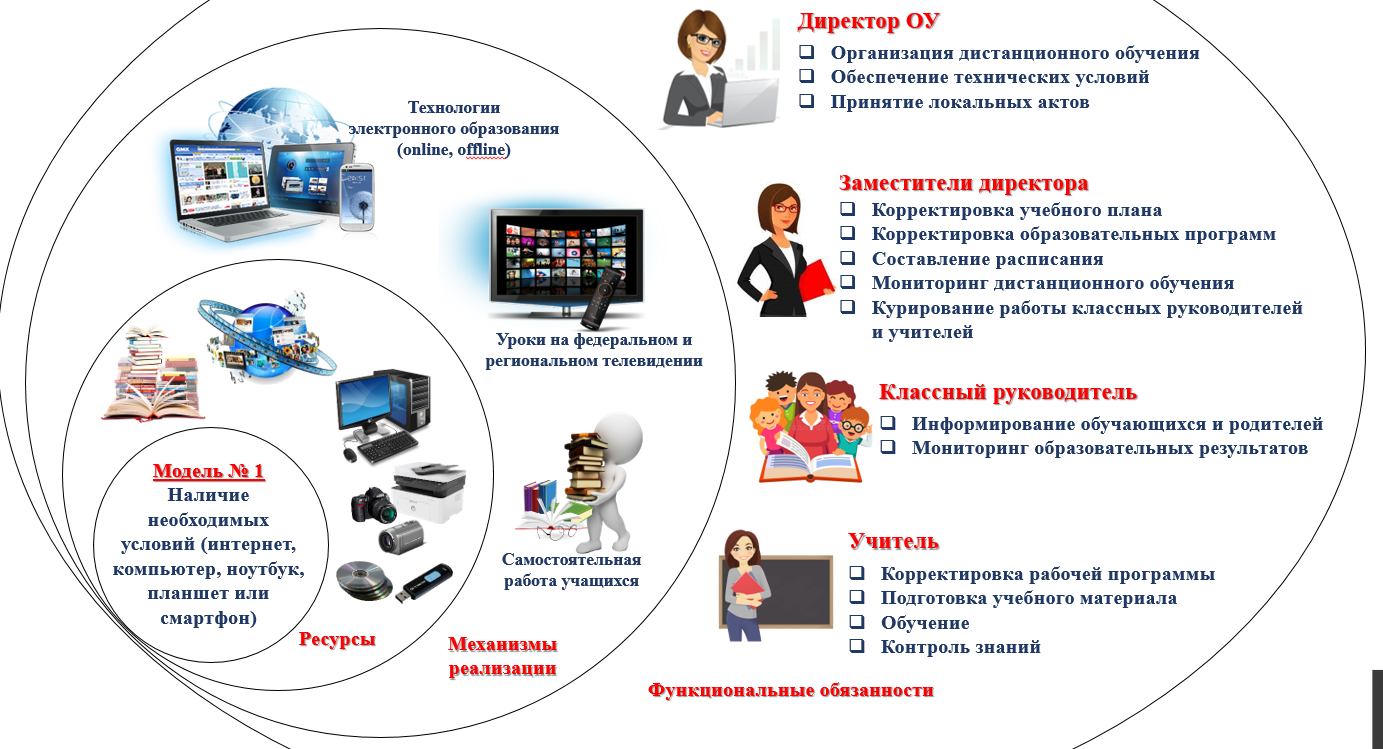 Директор ОУ
❑ Организация дистанционного обучения
❑ Обеспечение технических условий
❑ Принятие локальных актов
Технологии
электронного образования
(online, offline)
Заместители директора
❑ Корректировка учебного плана
❑ Корректировка образовательных программ
❑ Составление расписания
❑ Мониторинг дистанционного обучения
❑ Курирование работы классных руководителей
и учителей
Уроки на федеральном и
региональном телевидении
Классный руководитель
❑ Информирование обучающихся и родителей
❑ Мониторинг образовательных результатов
Модель № 1
Наличие
необходимых
условий (интернет,
компьютер, ноутбук,
планшет или
смартфон)
Самостоятельная
работа учащихся
Учитель
❑ Корректировка рабочей программы
❑ Подготовка учебного материала
❑ Обучение
❑ Контроль знаний
Ресурсы
Механизмы
реализации
Функциональные обязанности